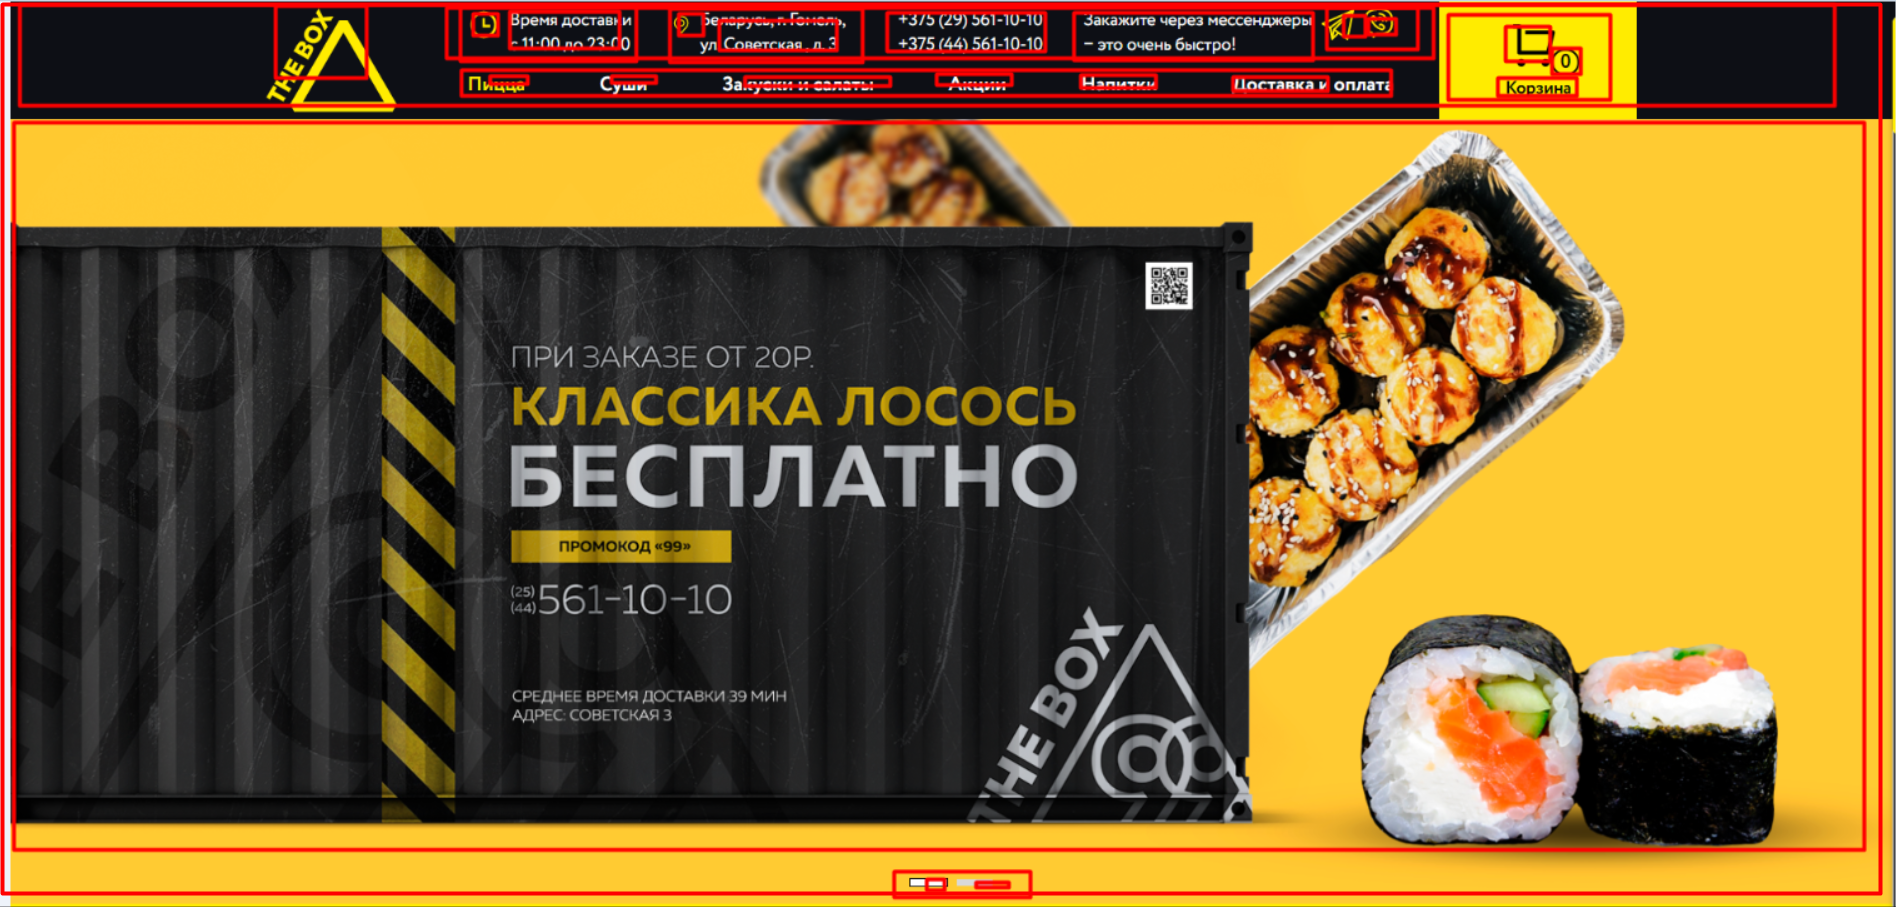 THE BOX
Время доставки
с 11:00 до 23:00
Беларусь, г. Гомель,
ул. Советская, д. 3
+375 (29) 561-10-10
+375 (44) 561-10-10
Закажите через мессенджеры
– это очень быстро!
0
Корзина
Пицца
Суши
Закуски и салаты
Акции
Напитки
Доставка и оплата
ПРИ ЗАКАЗЕ ОТ 20Р.
КЛАССИКА ЛОСОСЬ
БЕСПЛАТНО
ПРОМОКОД «99»
(25)
(44) 561-10-10
СРЕДНЕЕ ВРЕМЯ ДОСТАВКИ 39 МИН
АДРЕС: СОВЕТСКАЯ 3
THE BOX
THE BOX